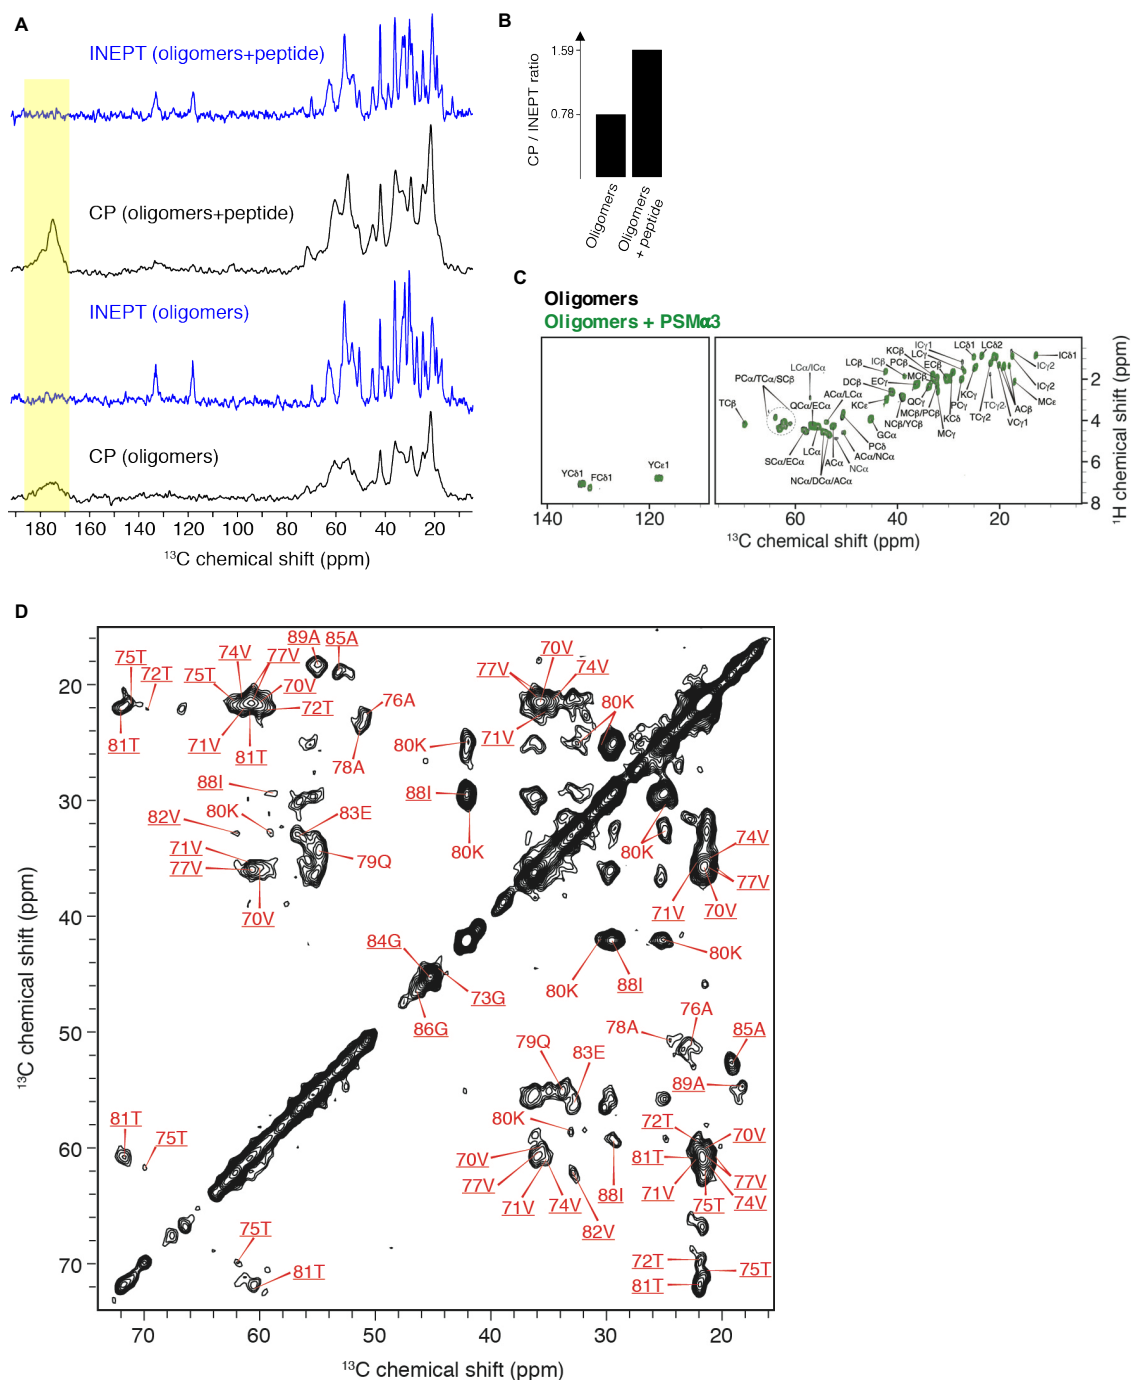 A
INEPT (oligomers+peptide)
CP (oligomers+peptide)
INEPT (oligomers)
CP (oligomers)
180 160 140 120 100 80 60 40 20
13C chemical shift (ppm)
B
CP / INEPT ratio
1.59
0.78
Oligomers
Oligomers + peptide
C
Oligomers
Oligomers + PSMα3
YCδ1 FCδ1 YCε1
TCβ
PCα/TCα/SCβ
LCα/ICα
LCβ
ICβ
KCβ
PCβ
ICγ1
LCγ
ECβ
LCδ1 LCδ2
ICγ2
ICδ1
ICγ2
MCε
ACβ
VCγ1
TCγ2
TCγ2
KCγ
PCγ
KCδ
MCγ
MCβ
ECγ
DCβ
QCγ
MCβ/PCβ
NCβ/YCβ
KCε
ACα/LCα
QCα/ECα
GCα
PCδ
ACα/NCα
NCα
ACα
LCα
SCα/ECα
NCα/DCα/ACα
2
4
6
8
1H chemical shift (ppm)
140 120 60 40 20
13C chemical shift (ppm)
D
75T
72T
81T
75T
74V
77V
89A
85A
70V
72T
71V
81T
76A
78A
77V
70V
74V
71V
80K
80K
88I
80K
88I
80K
82V
71V
77V
70V
83E
79Q
80K
74V
77V
71V
70V
84G
73G
86G
80K
88I
80K
76A
78A
85A
89A
79Q
83E
80K
70V
77V
71V
74V
88I
82V
72T
70V
81T
77V
71V
75T
74V
81T
75T
75T
81T
72T
75T
81T
20
30
40
50
60
70
13C chemical shift (ppm)
70 60 50 40 30 20
13C chemical shift (ppm)